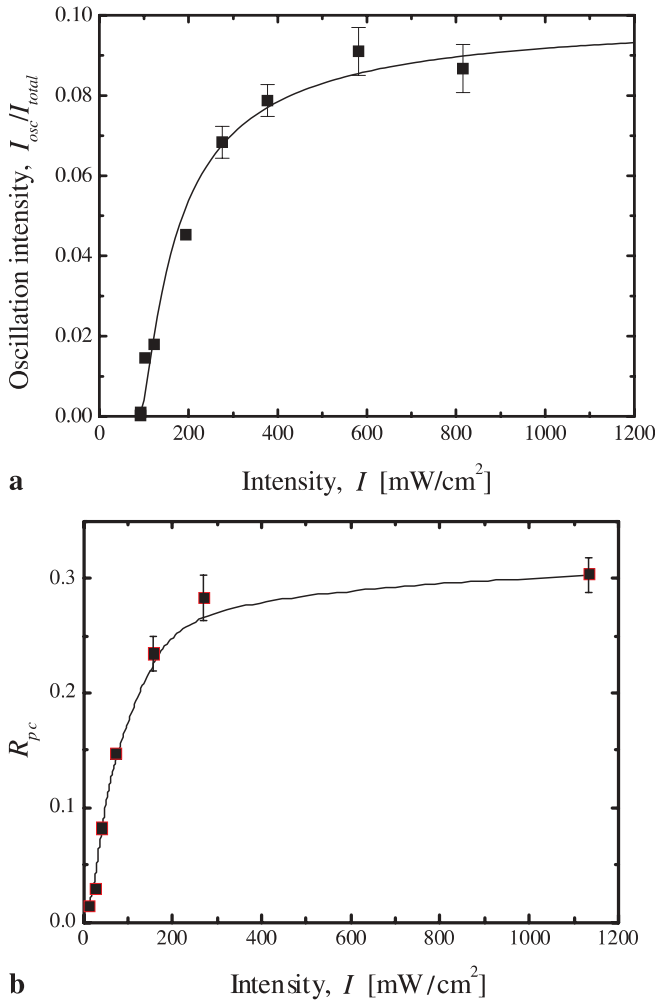 0.10
0.08
0.06
0.04
0.02
0.00
Oscillation intensity, I_osc/I_total
0 200 400 600 800 1000 1200
a Intensity, I [mW/cm²]
0.3
0.2
0.1
0.0
R_pc
0 200 400 600 800 1000 1200
b Intensity, I [mW/cm²]